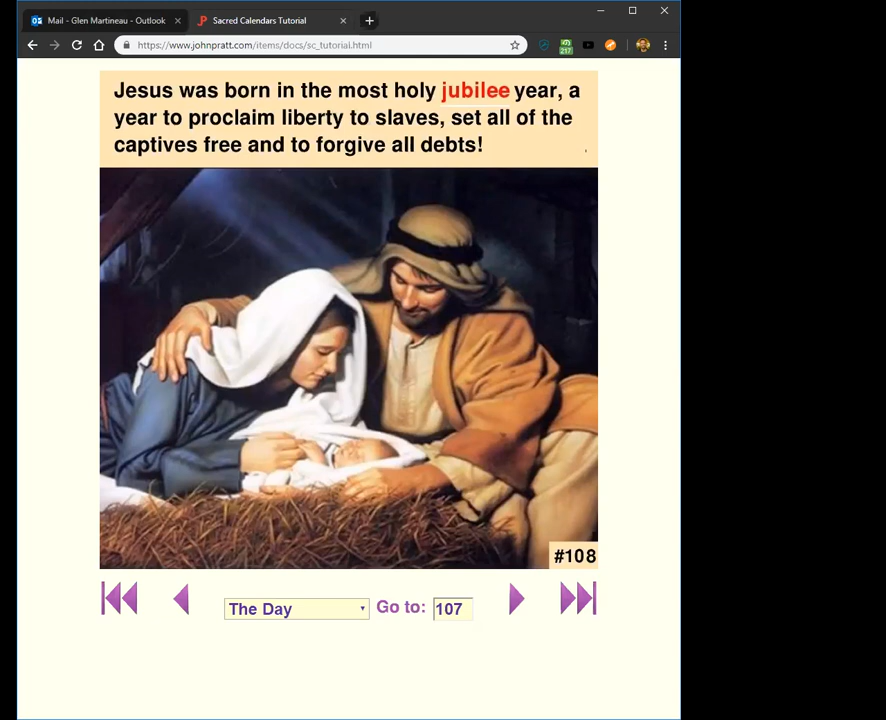 Mail - Glen Martineau - Outlook
Sacred Calendars Tutorial
https://www.johnpratt.com/items/docs/sc_tutorial.html
217
Jesus was born in the most holy jubilee year, a
year to proclaim liberty to slaves, set all of the
captives free and to forgive all debts!
#108
The Day
Go to: 107